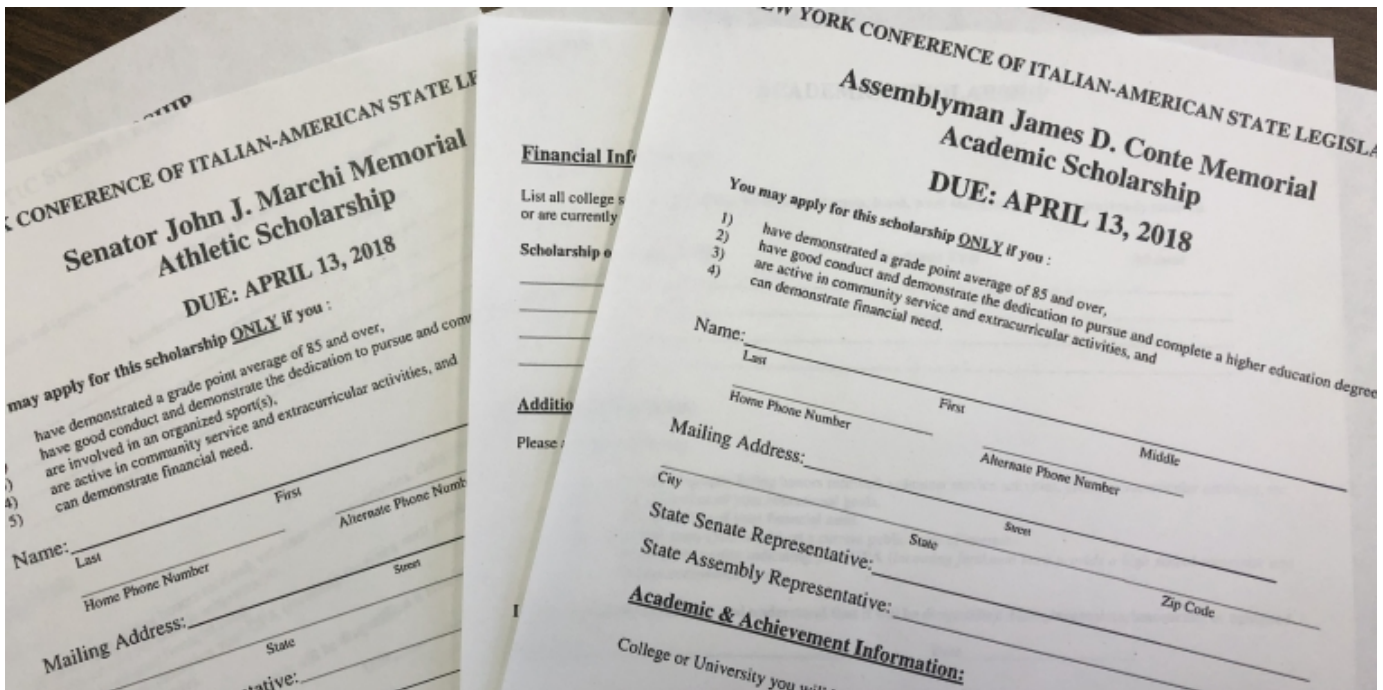 CONFERENCE OF ITALIAN-AMERICAN STATE
Senator John J. Marchi Memorial
Athletic Scholarship
DUE: APRIL 13, 2018
may apply for this scholarship ONLY if you :
have demonstrated a grade point average of 85 and over,
have good conduct and demonstrate the dedication to pursue and
are involved in an organized sport(s),
4) are active in community service and extracurricular activities, and
5) can demonstrate financial need.
Name:
Last First
Home Phone Number Alternate Phone
Mailing Address:
Street
State
Financial
List all college
or are currently
Scholarship
Please
YORK CONFERENCE OF ITALIAN-AMERICAN STATE
Assemblyman James D. Conte Memorial
Academic Scholarship
DUE: APRIL 13, 2018
You may apply for this scholarship ONLY if you :
1) have demonstrated a grade point average of 85 and over,
2) have good conduct and demonstrate the dedication to pursue and complete a higher education degree
3) are active in community service and extracurricular activities, and
4) can demonstrate financial need.
Name:
Last First Middle
Home Phone Number Alternate Phone Number
Mailing Address:
Street
City State Zip Code
State Senate Representative:
State Assembly Representative:
Academic & Achievement Information:
College or University you